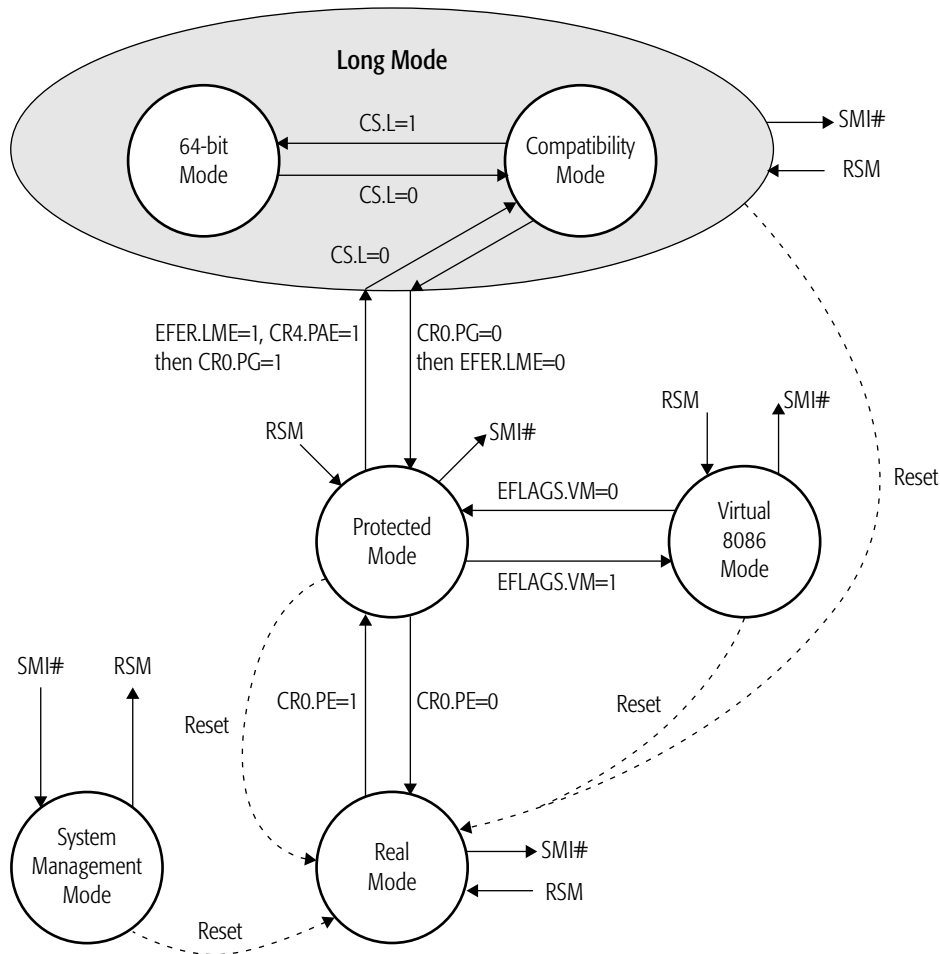 Long Mode
64-bit
Mode
CS.L=1
CS.L=0
Compatibility
Mode
SMI#
RSM
CS.L=0
EFER.LME=1, CR4.PAE=1
then CR0.PG=1
CR0.PG=0
then EFER.LME=0
RSM
SMI#
RSM
SMI#
Reset
Protected
Mode
EFLAGS.VM=0
EFLAGS.VM=1
Virtual
8086
Mode
SMI#
RSM
Reset
CR0.PE=1
CR0.PE=0
Reset
System
Management
Mode
Real
Mode
SMI#
RSM
Reset